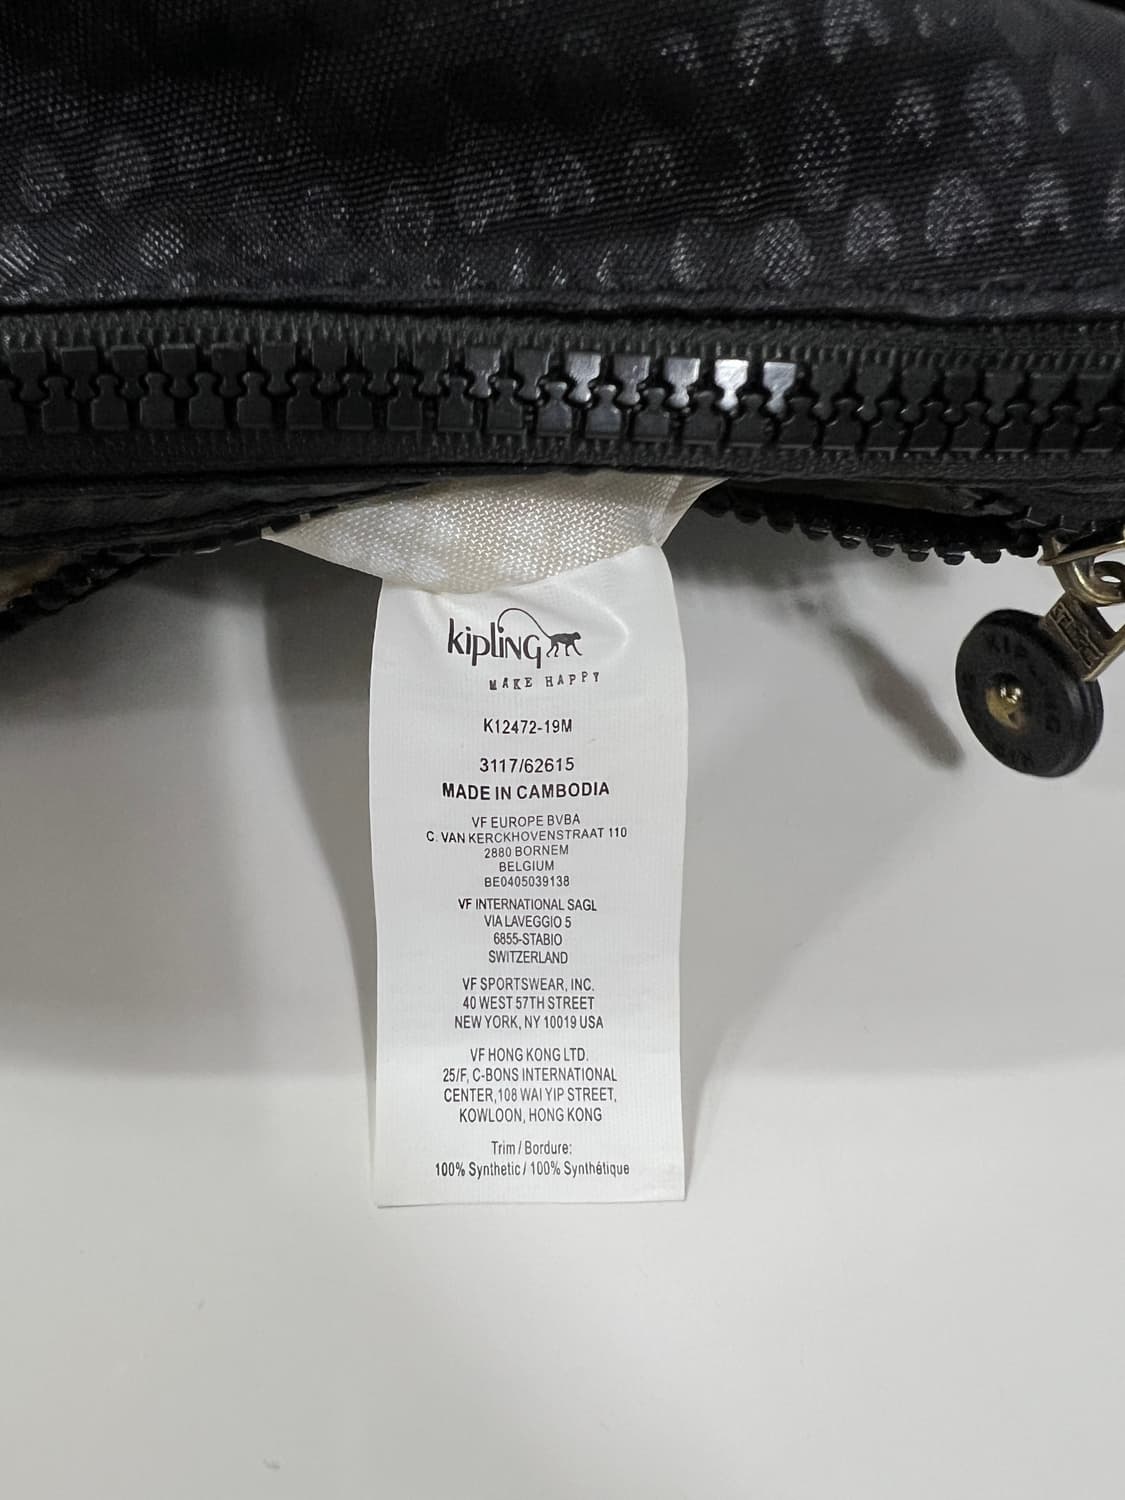 kipling
MAKE HAPPY
K12472-19M
3117/62615
MADE IN CAMBODIA
VF EUROPE BVBA
C. VAN KERCKHOVENSTRAAT 110
2880 BORNEM
BELGIUM
BE0405039138
VF INTERNATIONAL SAGL
VIA LAVEGGIO 5
6855-STABIO
SWITZERLAND
VF SPORTSWEAR, INC.
40 WEST 57TH STREET
NEW YORK, NY 10019 USA
VF HONG KONG LTD.
25/F, C-BONS INTERNATIONAL
CENTER,108 WAI YIP STREET,
KOWLOON, HONG KONG
Trim / Bordure:
100% Synthetic / 100% Synthétique
KIPLING